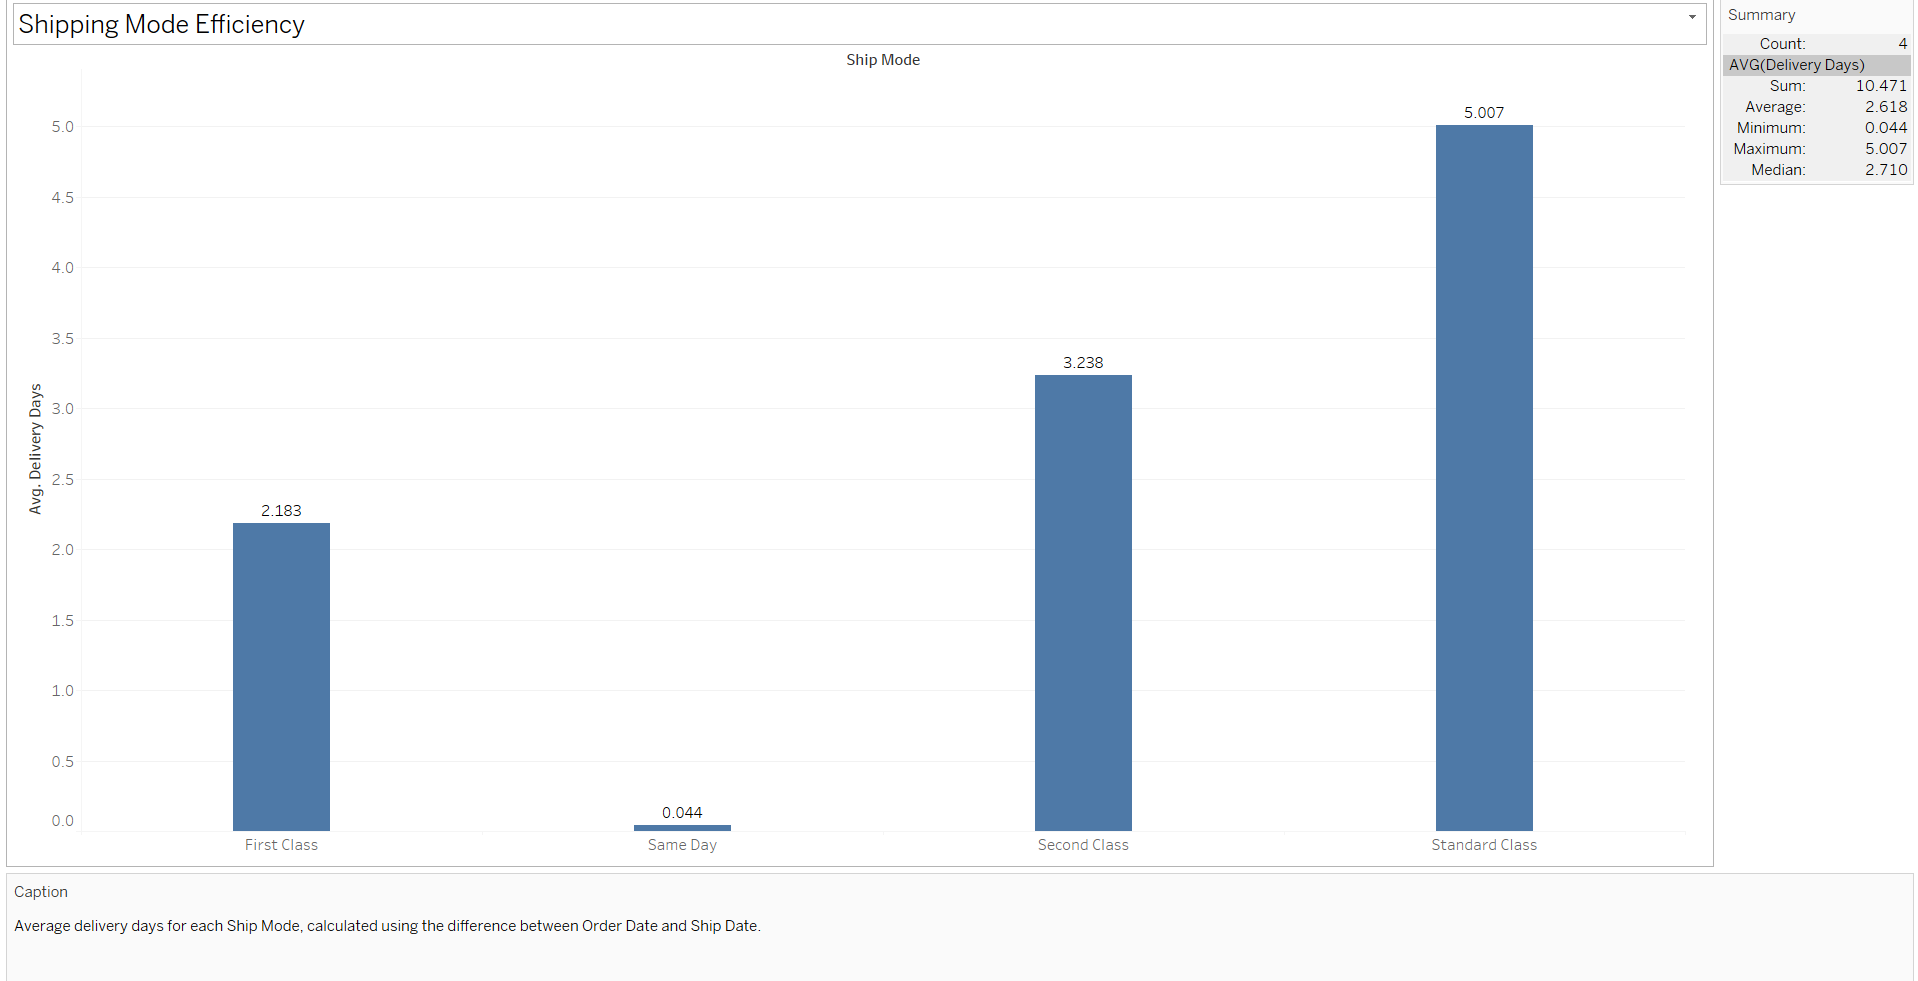 Shipping Mode Efficiency
Ship Mode
Avg. Delivery Days
5.0
4.5
4.0
3.5
3.0
2.5
2.0
1.5
1.0
0.5
0.0
2.183
0.044
3.238
5.007
First Class
Same Day
Second Class
Standard Class
Summary
Count: 4
AVG(Delivery Days)
Sum: 10.471
Average: 2.618
Minimum: 0.044
Maximum: 5.007
Median: 2.710
Caption
Average delivery days for each Ship Mode, calculated using the difference between Order Date and Ship Date.